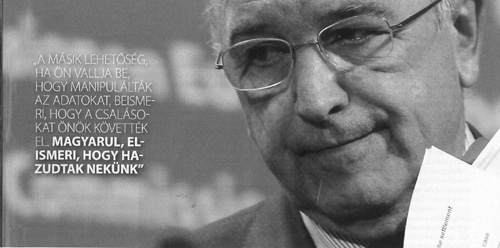 „A MÁSIK LEHETŐSÉG,
HA ÖN VALLJA BE,
HOGY MANIPULÁLTÁK
AZ ADATOKAT, BEISME-
RI, HOGY A CSALÁSO-
KAT ÖNÖK KÖVETTÉK
EL. MAGYARUL, EL-
ISMERI, HOGY HA-
ZUDTAK NEKÜNK”
settlement